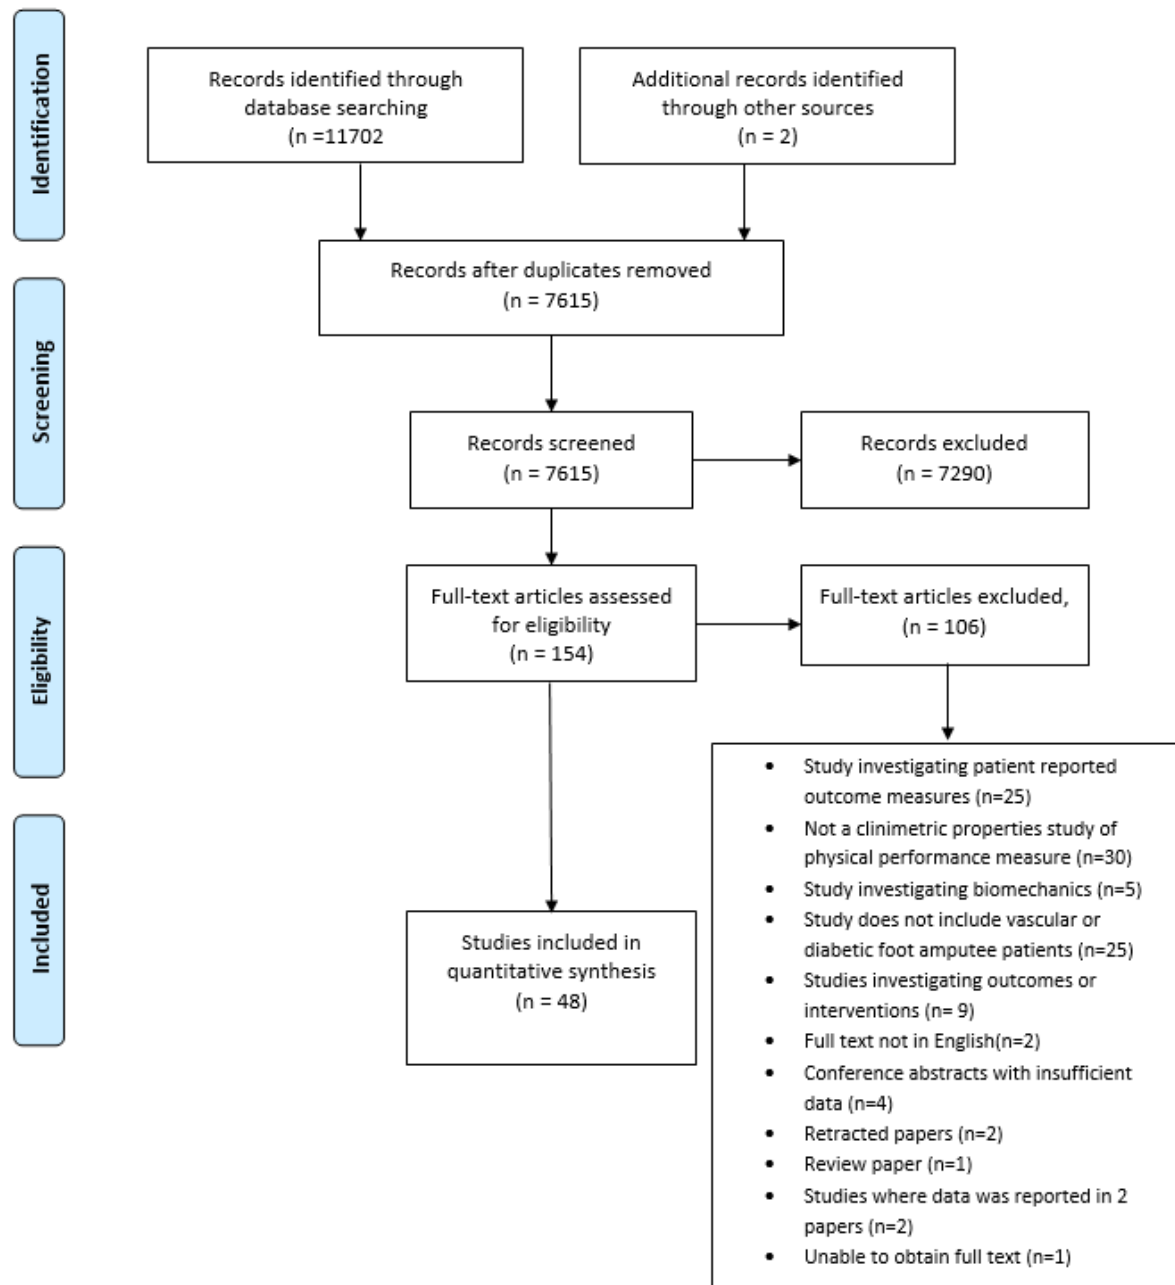 Identification
Records identified through
database searching
(n =11702
Additional records identified
through other sources
(n = 2)
Records after duplicates removed
(n = 7615)
Screening
Records screened
(n = 7615)
Records excluded
(n = 7290)
Eligibility
Full-text articles assessed
for eligibility
(n = 154)
Full-text articles excluded,
(n = 106)
• Study investigating patient reported
outcome measures (n=25)
• Not a clinimetric properties study of
physical performance measure (n=30)
• Study investigating biomechanics (n=5)
• Study does not include vascular or
diabetic foot amputee patients (n=25)
• Studies investigating outcomes or
interventions (n= 9)
• Full text not in English(n=2)
• Conference abstracts with insufficient
data (n=4)
• Retracted papers (n=2)
• Review paper (n=1)
• Studies where data was reported in 2
papers (n=2)
• Unable to obtain full text (n=1)
Included
Studies included in
quantitative synthesis
(n = 48)